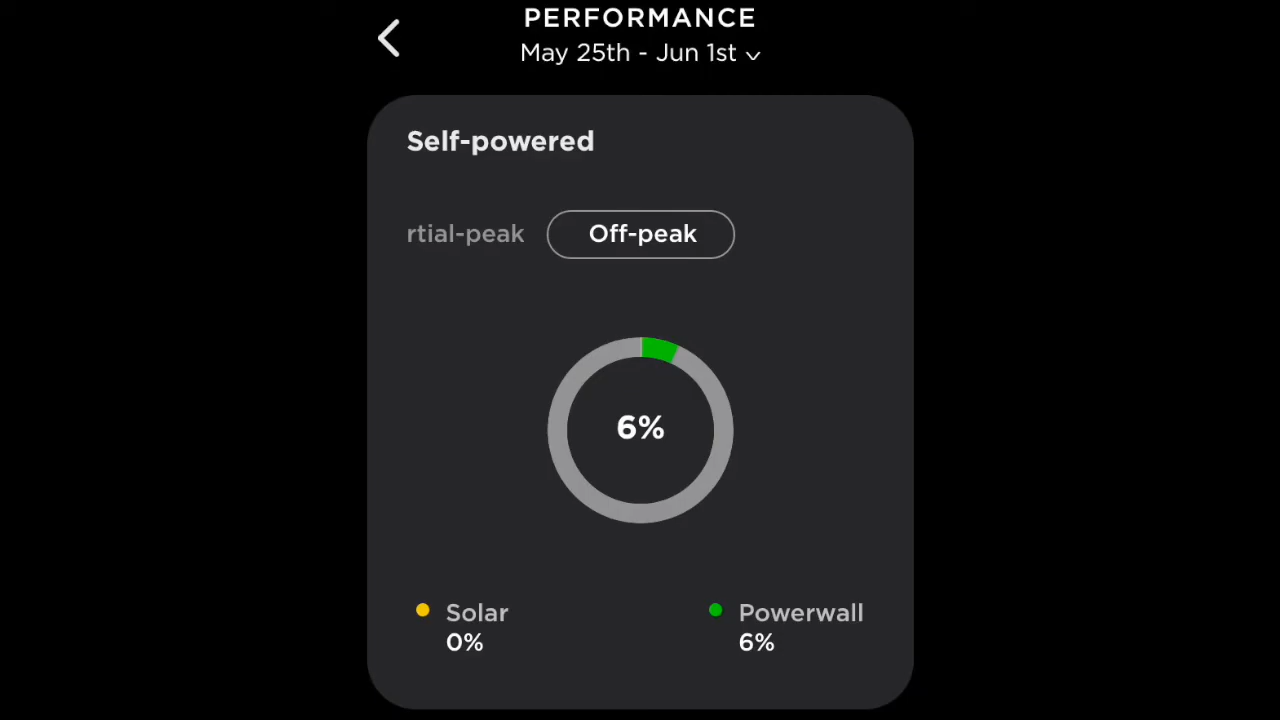 PERFORMANCE
May 25th - Jun 1st
Self-powered
rtial-peak Off-peak
6%
Solar Powerwall
0% 6%